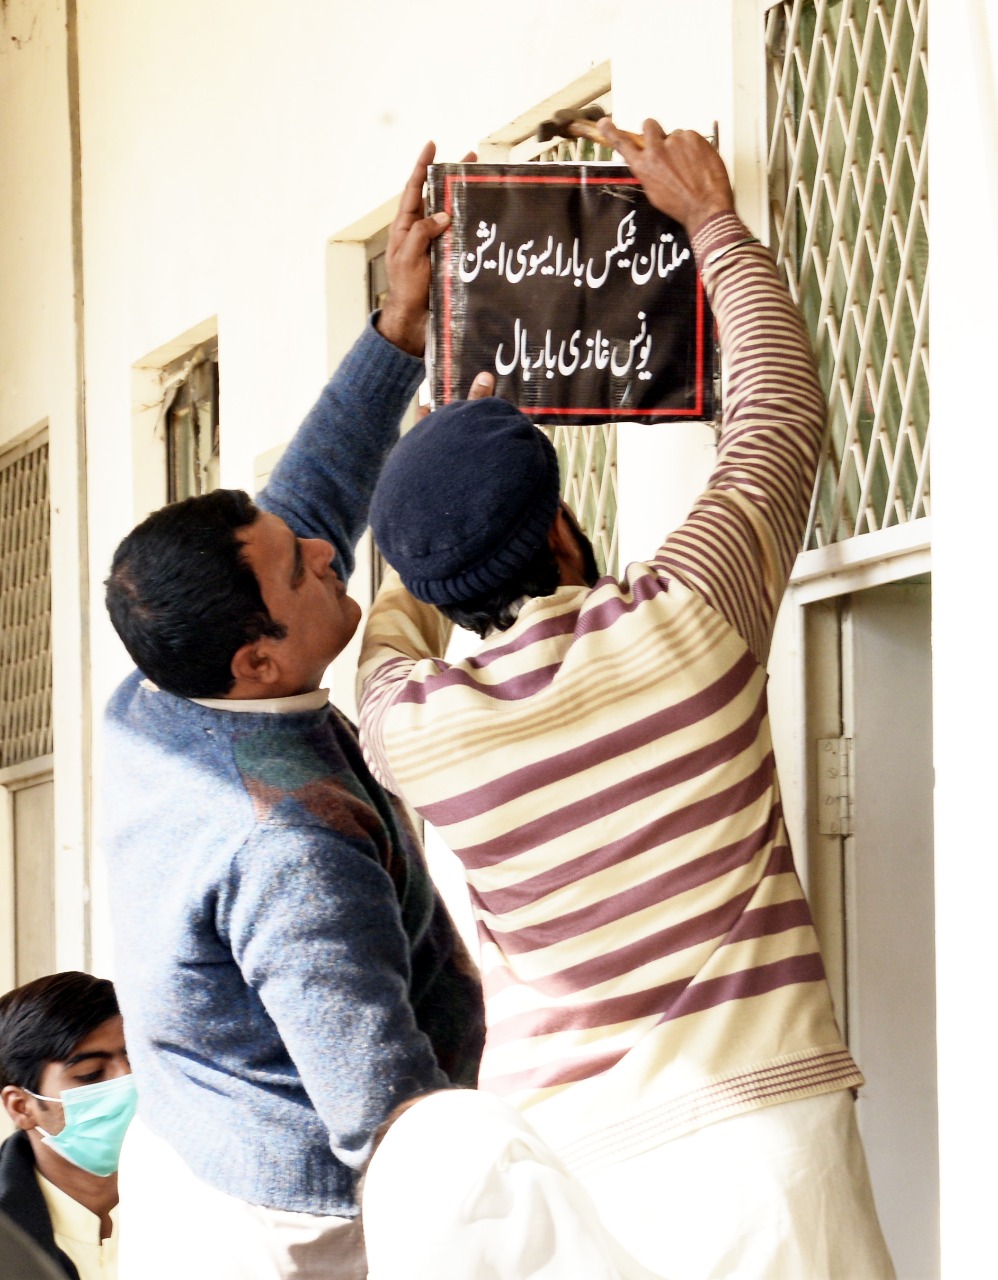 ملتان ٹیکس بار ایسوسی ایشن
یونس غازی بار ہال